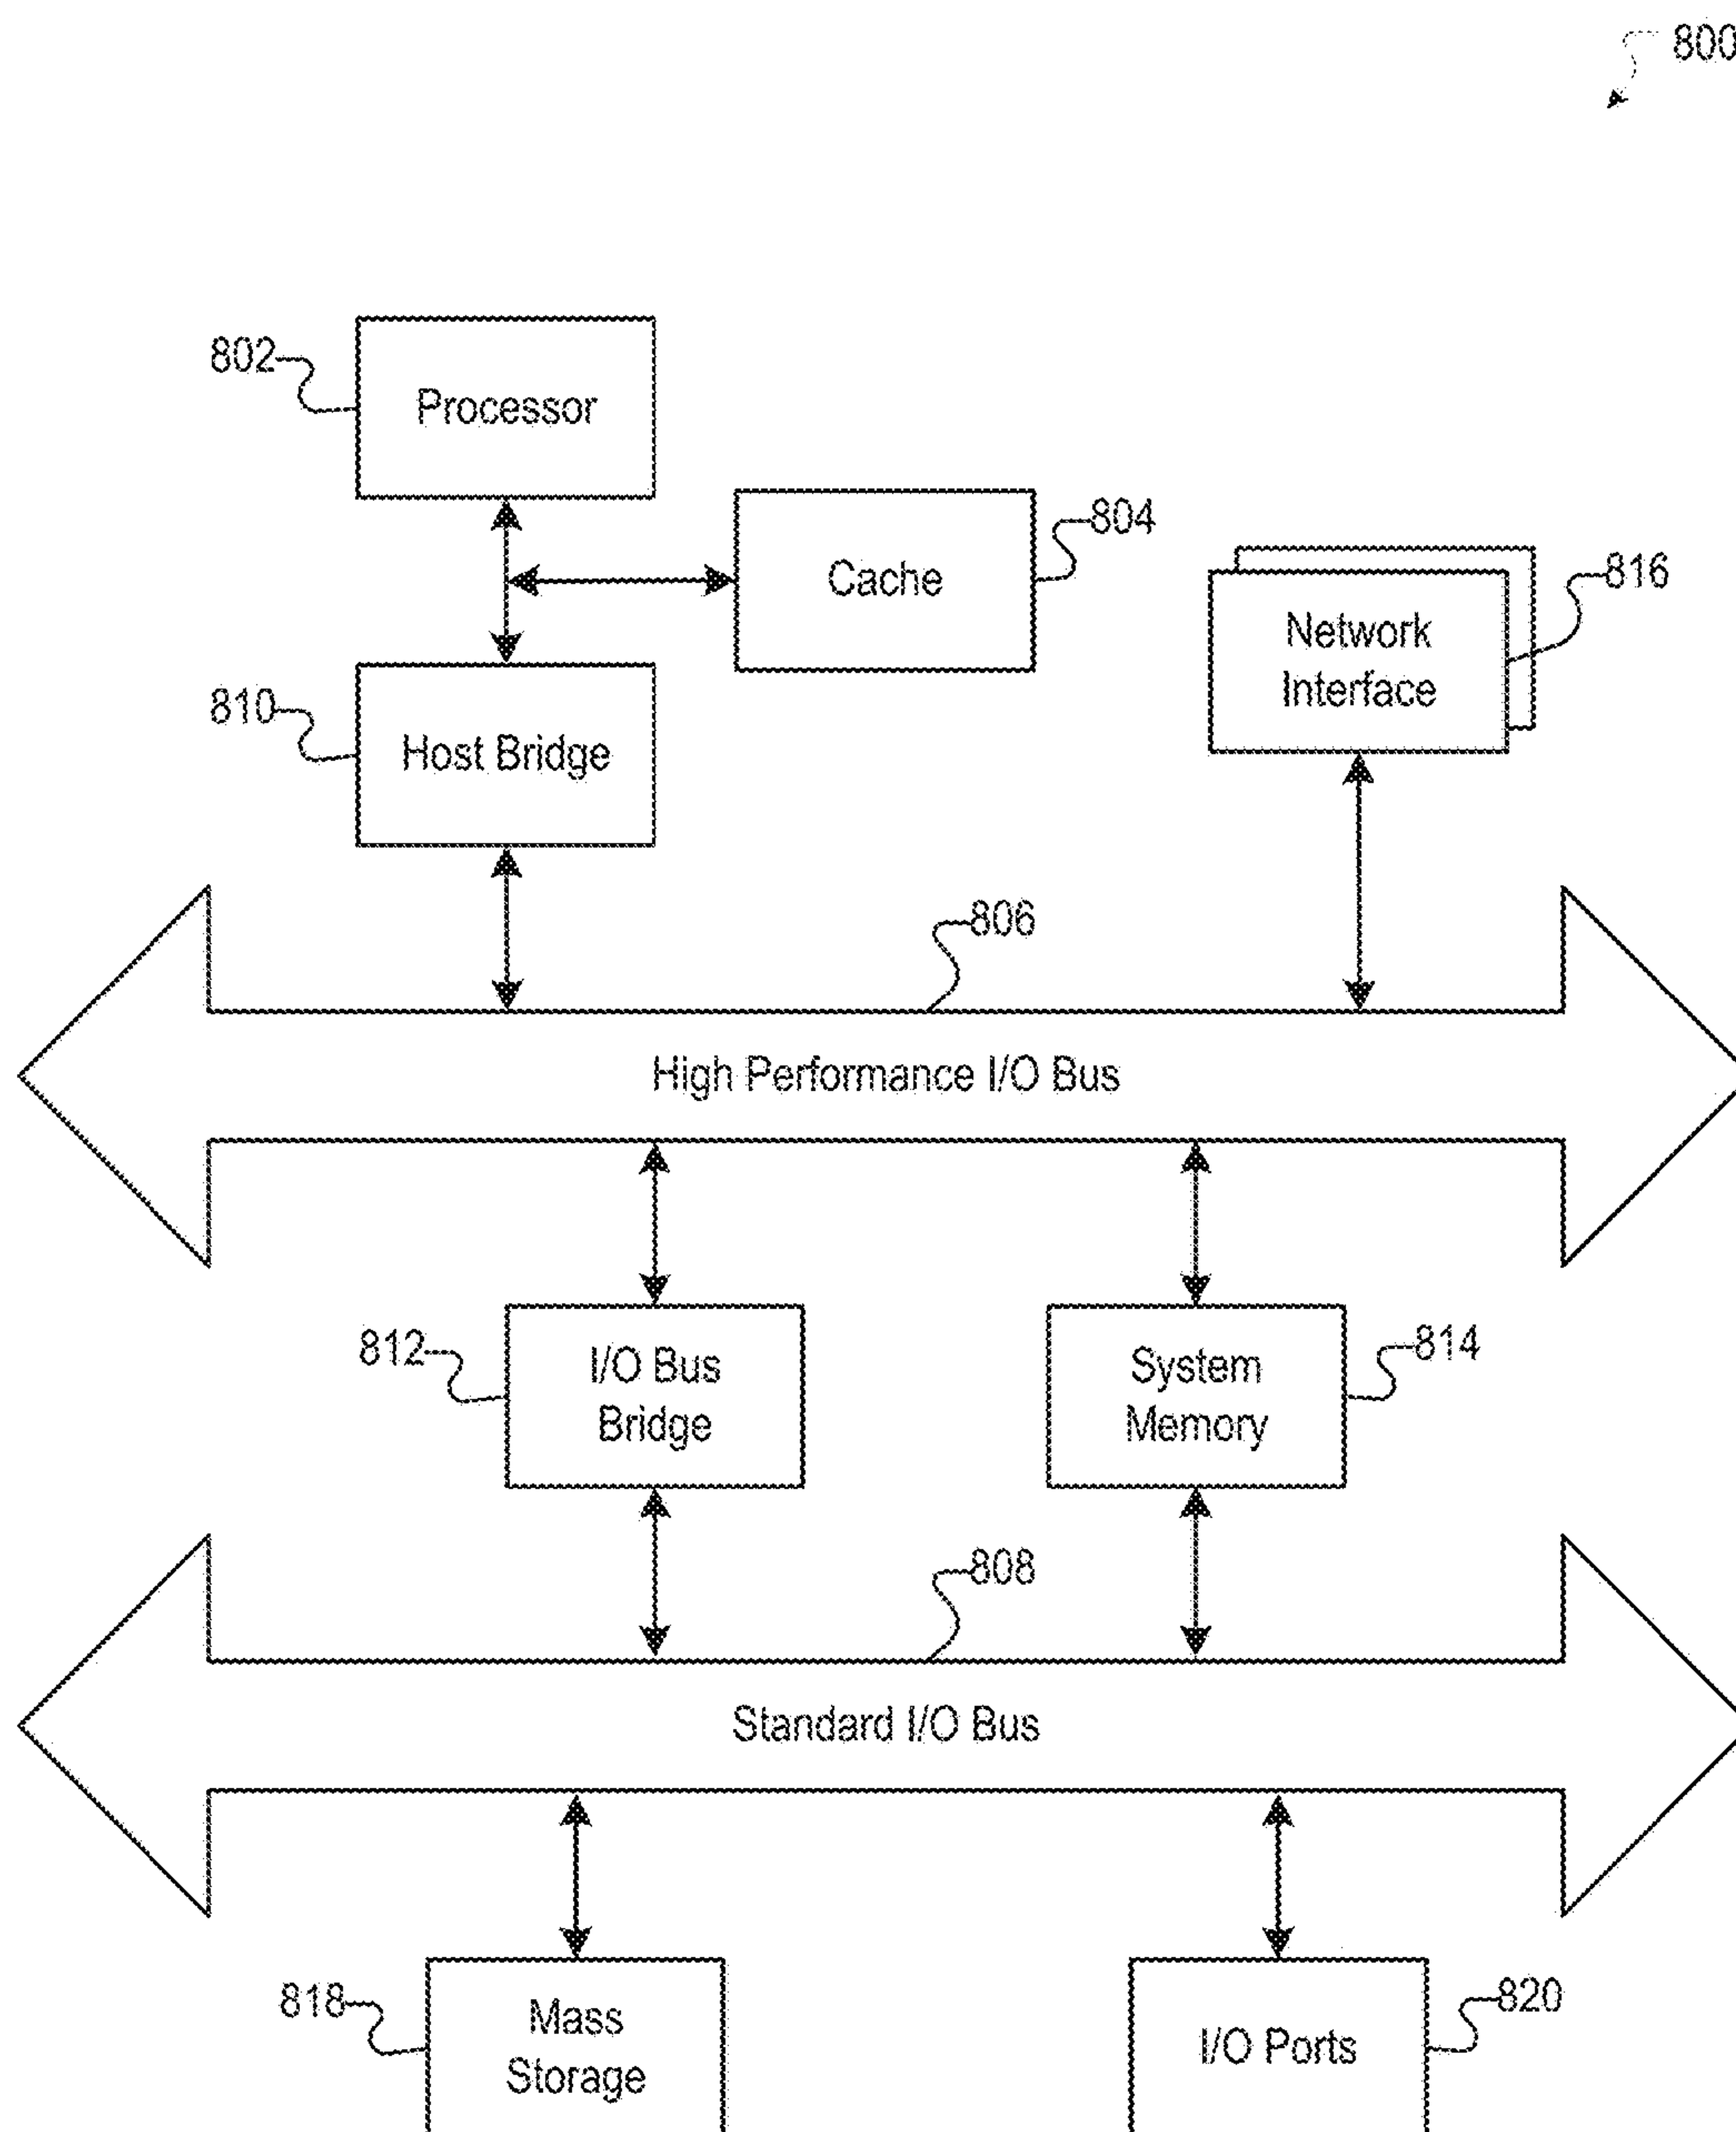 800
802
Processor
804
Cache
816
Network
Interface
810
Host Bridge
806
High Performance I/O Bus
812
I/O Bus
Bridge
814
System
Memory
808
Standard I/O Bus
818
Mass
Storage
820
I/O Ports